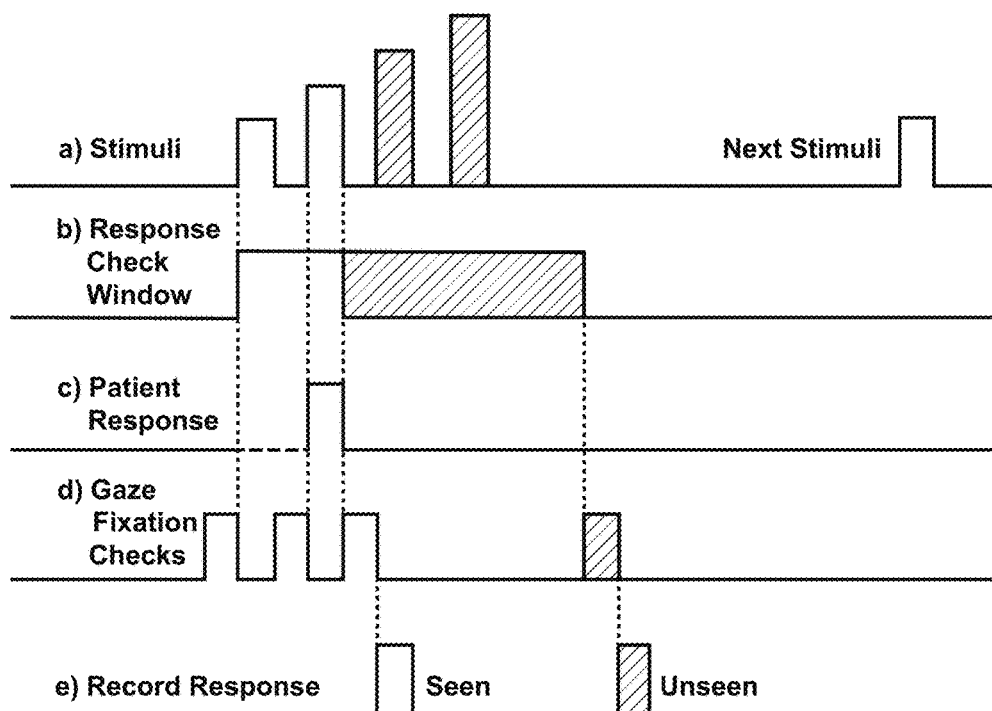 a) Stimuli
Next Stimuli
b) Response
Check
Window
c) Patient
Response
d) Gaze
Fixation
Checks
e) Record Response
Seen
Unseen